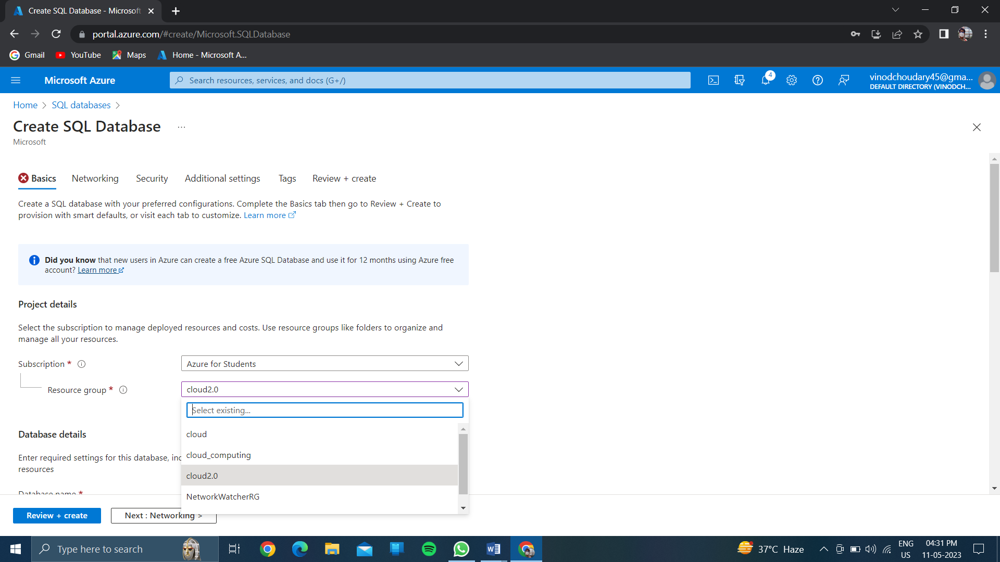 Create SQL Database - Microsoft
portal.azure.com/#create/Microsoft.SQLDatabase
Gmail
YouTube
Maps
Home - Microsoft A...
Microsoft Azure
Search resources, services, and docs (G+/)
4
vinodchoudary45@gma...
DEFAULT DIRECTORY (VINODCH...
Home > SQL databases >
Create SQL Database ...
Microsoft
Basics
Networking
Security
Additional settings
Tags
Review + create
Create a SQL database with your preferred configurations. Complete the Basics tab then go to Review + Create to
provision with smart defaults, or visit each tab to customize. Learn more
Did you know that new users in Azure can create a free Azure SQL Database and use it for 12 months using Azure free
account? Learn more
Project details
Select the subscription to manage deployed resources and costs. Use resource groups like folders to organize and
manage all your resources.
Subscription *
Azure for Students
Resource group *
cloud2.0
Select existing...
cloud
cloud_computing
cloud2.0
NetworkWatcherRG
Database details
Enter required settings for this database, inc
resources
Database name *
Review + create
Next : Networking >
Type here to search
37°C Haze
ENG
US
04:31 PM
11-05-2023